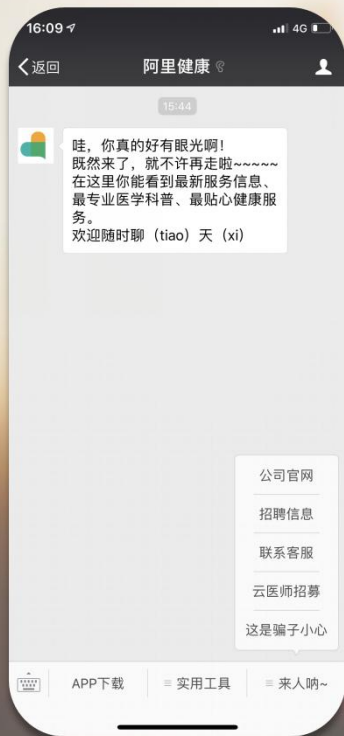 16:09
4G
返回
阿里健康
15:44
哇，你真的好有眼光啊！
既然来了，就不许再走啦~~~~~
在这里你能看到最新服务信息、
最专业医学科普、最贴心健康服
务。
欢迎随时聊（tiao）天（xi）
公司官网
招聘信息
联系客服
云医师招募
这是骗子小心
APP下载
实用工具
来人呐~